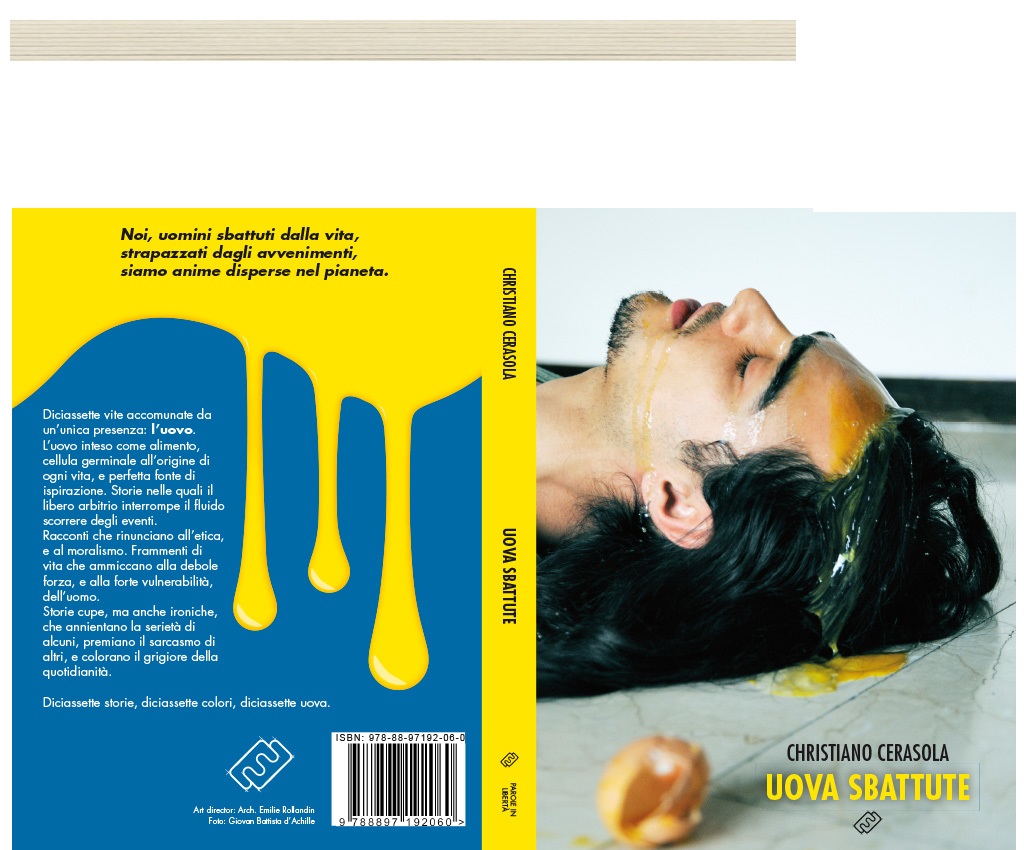 Noi, uomini sbattuti dalla vita,
strapazzati dagli avvenimenti,
siamo anime disperse nel pianeta.
Diciassette vite accomunate da
un'unica presenza: l'uovo.
L'uovo inteso come alimento,
cellula germinale all'origine di
ogni vita, e perfetta fonte di
ispirazione. Storie nelle quali il
libero arbitrio interrompe il fluido
scorrere degli eventi.
Racconti che rinunciano all'etica,
e al moralismo. Frammenti di
vita che ammiccano alla debole
forza, e alla forte vulnerabilità,
dell'uomo.
Storie cupe, ma anche ironiche,
che annientano la serietà di
alcuni, premiano il sarcasmo di
altri, e colorano il grigiore della
quotidianità.
Diciassette storie, diciassette colori, diciassette uova.
Art director: Arch. Emilie Rollandin
Foto: Giovan Battista d'Achille
ISBN: 978-88-97192-06-0
9 788897 192060 >
CHRISTIANO CERASOLA
UOVA SBATTUTE
PAROLE IN
LIBERTÀ
CHRISTIANO CERASOLA
UOVA SBATTUTE